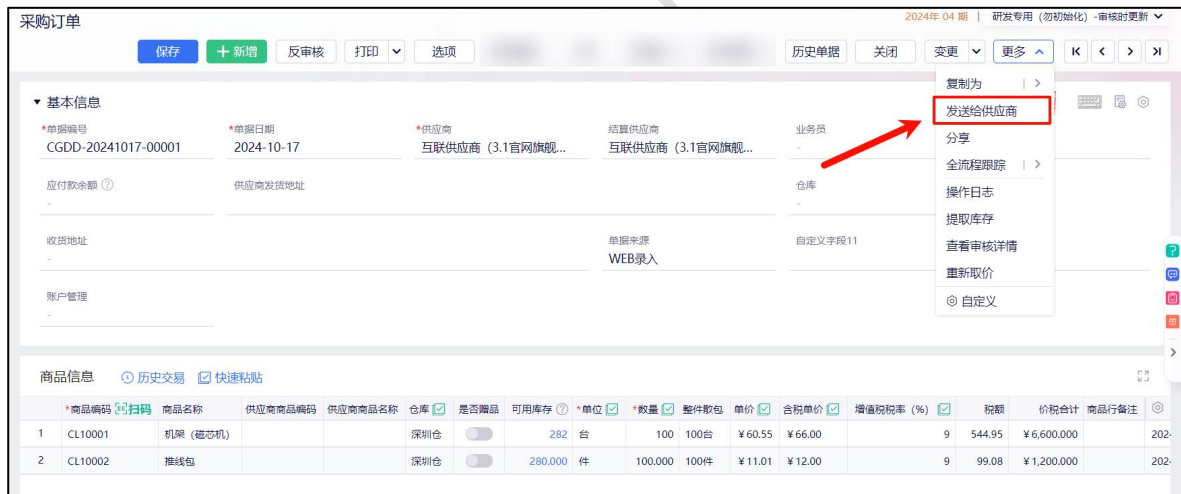 采购订单
2024年 04 期 | 研发专用（勿初始化）-审核时更新
保存 + 新增 反审核 打印 选项 历史单据 关闭 变更 更多
复制为
发送给供应商
分享
全流程跟踪
操作日志
提取库存
查看审核详情
重新取价
自定义
基本信息
*单据编号 *单据日期 *供应商 结算供应商 业务员
CGDD-20241017-00001 2024-10-17 互联供应商（3.1官网旗舰... 互联供应商（3.1官网旗舰... -
应付款余额 供应商发货地址 仓库
- -
收货地址 单据来源 自定义字段11
- WEB录入
账户管理
-
商品信息 历史交易 快速粘贴
*商品编码 扫码 商品名称 供应商商品编码 供应商商品名称 仓库 是否赠品 可用库存 *单位 *数量 整件散包 单价 含税单价 增值税税率（%） 税额 价税合计 商品行备注
1 CL10001 机架（磁芯机） 深圳仓 282 台 100 100台 ¥60.55 ¥66.00 9 544.95 ¥6,600.000 202
2 CL10002 推线包 深圳仓 280.000 件 100.000 100件 ¥11.01 ¥12.00 9 99.08 ¥1,200.000 202